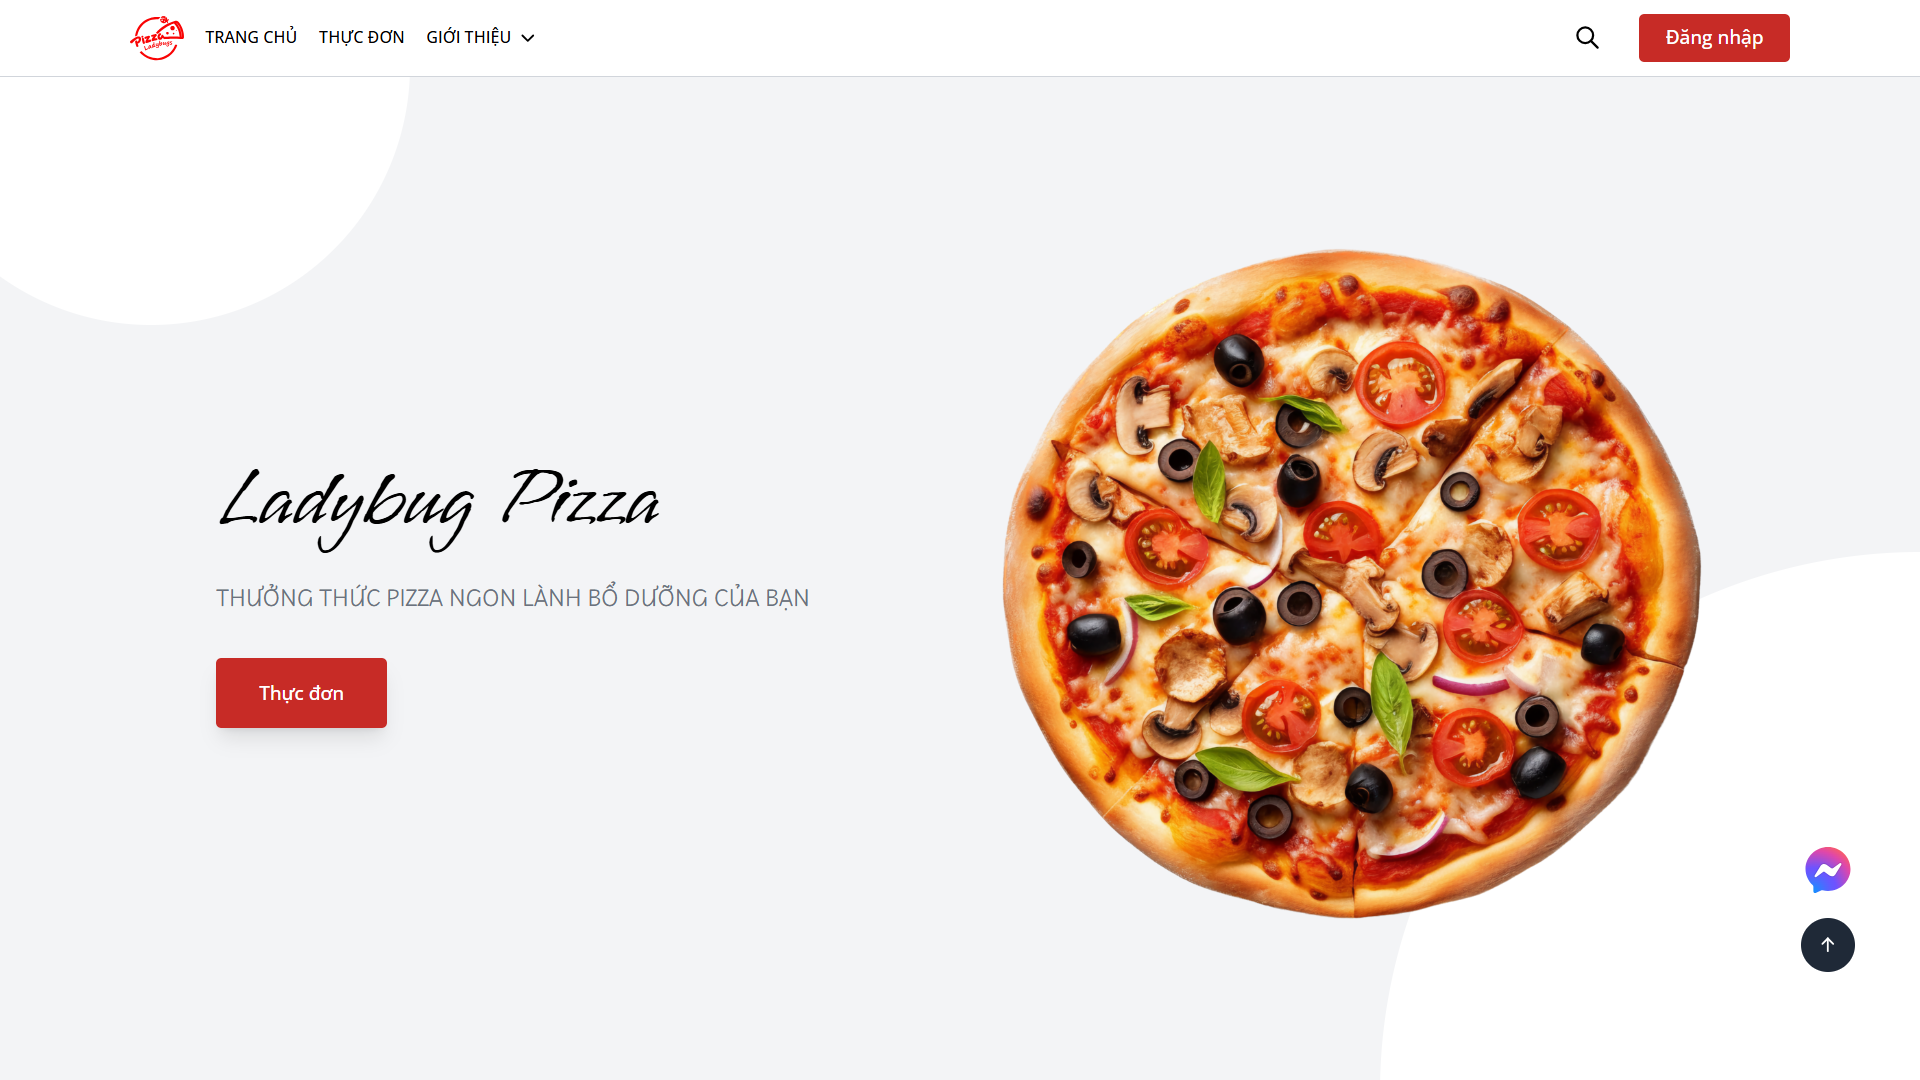 Pizza
Ladybugs
TRANG CHỦ
THỰC ĐƠN
GIỚI THIỆU
Đăng nhập
Ladybug Pizza
THƯỞNG THỨC PIZZA NGON LÀNH BỔ DƯỠNG CỦA BẠN
Thực đơn